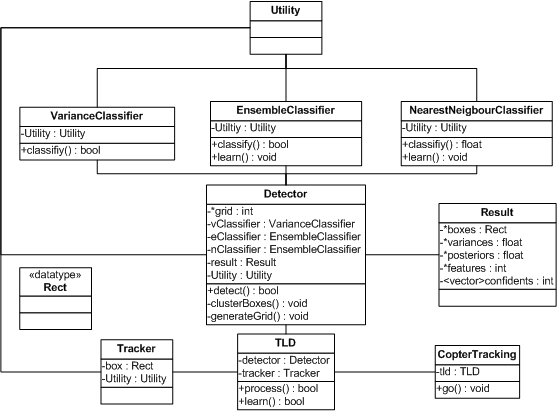 Utility
VarianceClassifier
-Utility : Utility
+classifiy() : bool
EnsembleClassifier
-Utiltiy : Utility
+classify() : bool
+learn() : void
NearestNeigbourClassifier
-Utility : Utility
+classifiy() : float
+learn() : void
Detector
-*grid : int
-vClassifier : VarianceClassifier
-eClassifier : EnsembleClassifier
-nClassifier : EnsembleClassifier
-result : Result
-Utility : Utility
+detect() : bool
-clusterBoxes() : void
-generateGrid() : void
Result
-*boxes : Rect
-*variances : float
-*posteriors : float
-*features : int
-<vector>confidents : int
«datatype»
Rect
Tracker
-box : Rect
-Utility : Utility
TLD
-detector : Detector
-tracker : Tracker
+process() : bool
+learn() : bool
CopterTracking
-tld : TLD
+go() : void